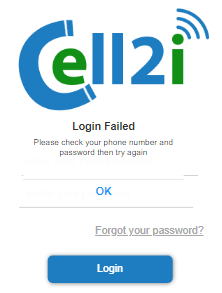 Cell2i
Login Failed
Please check your phone number and
password then try again
OK
Forgot your password?
Login